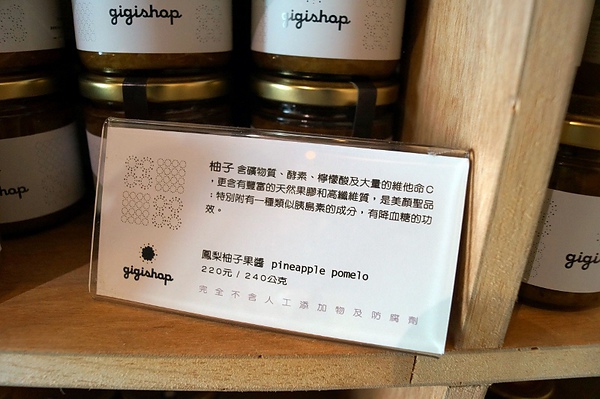 gigishop
gigishop
gigishop
柚子 含礦物質、酵素、檸檬酸及大量的維他命C
，更含有豐富的天然果膠和高纖維質，是美顏聖品
；特別附有一種類似胰島素的成分，有降血糖的功
效。
gigishop
鳳梨柚子果醬 pineapple pomelo
220元 / 240公克
完全不含人工添加物及防腐劑
gigi